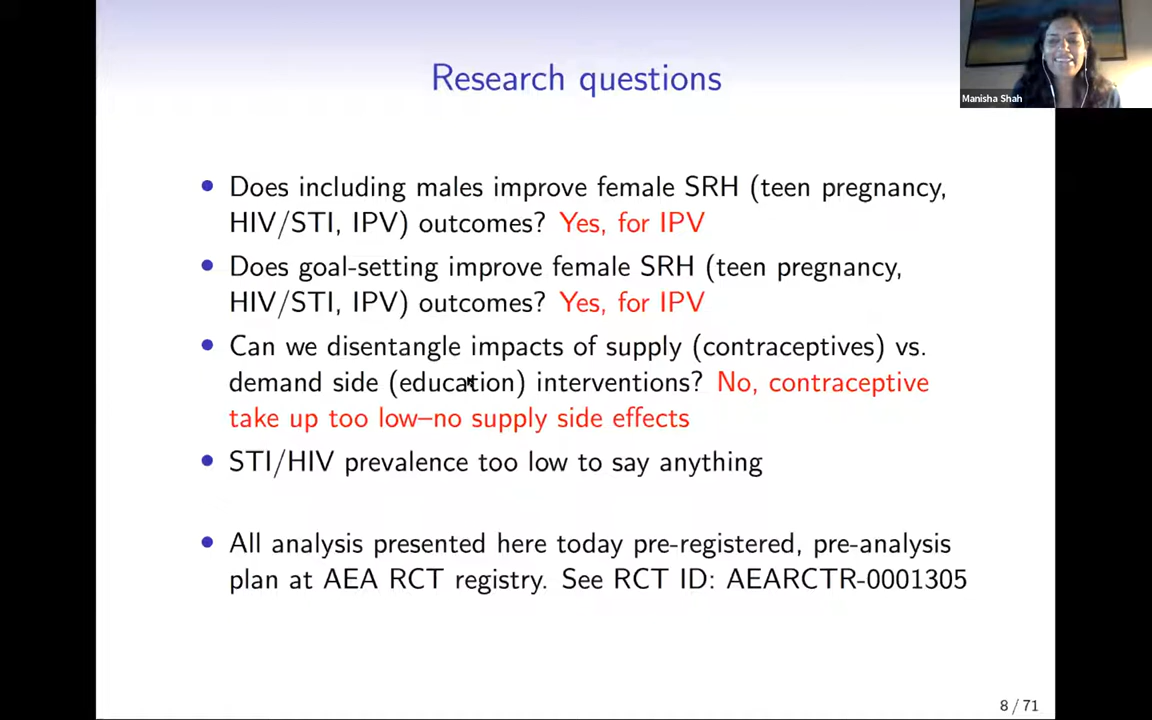 Research questions
Manisha Shah
• Does including males improve female SRH (teen pregnancy,
HIV/STI, IPV) outcomes? Yes, for IPV
• Does goal-setting improve female SRH (teen pregnancy,
HIV/STI, IPV) outcomes? Yes, for IPV
• Can we disentangle impacts of supply (contraceptives) vs.
demand side (education) interventions? No, contraceptive
take up too low–no supply side effects
• STI/HIV prevalence too low to say anything
• All analysis presented here today pre-registered, pre-analysis
plan at AEA RCT registry. See RCT ID: AEARCTR-0001305
8 / 71